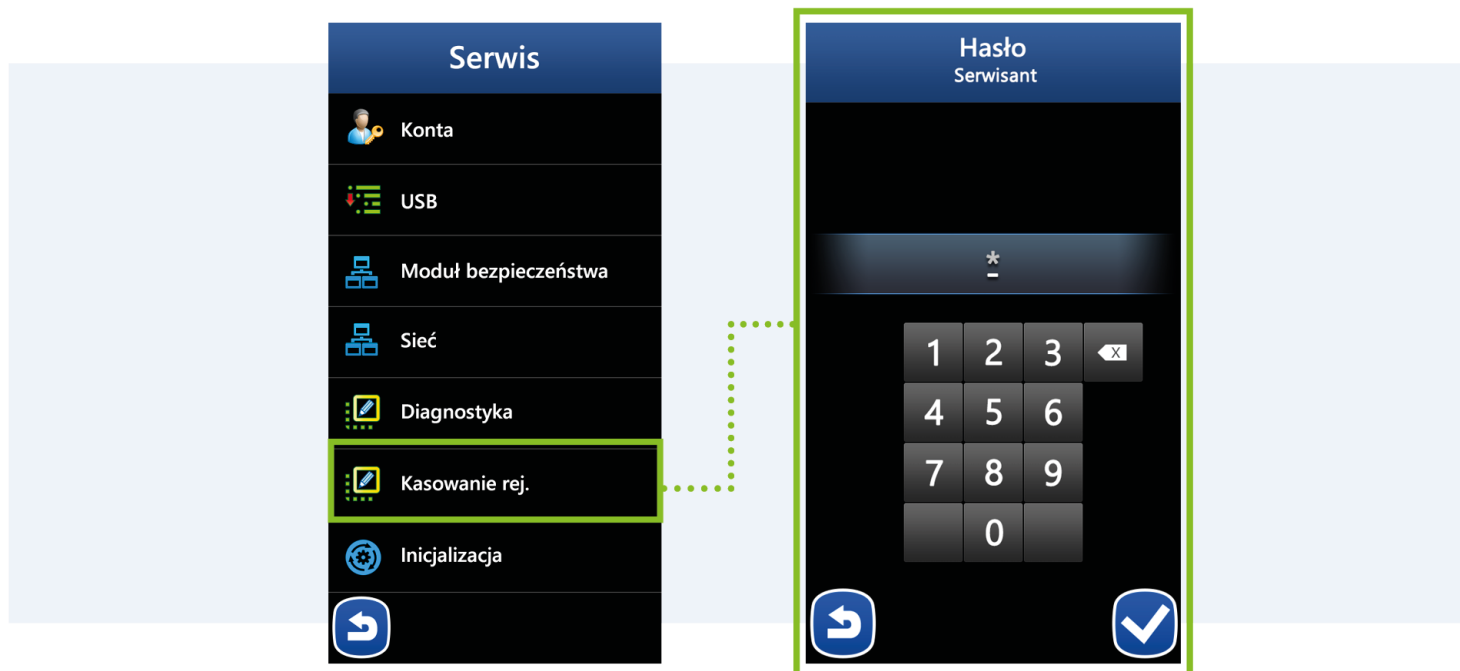 Serwis
Konta
USB
Moduł bezpieczeństwa
Sieć
Diagnostyka
Kasowanie rej.
Inicjalizacja
Hasło
Serwisant
*
1 2 3 X
4 5 6
7 8 9
0